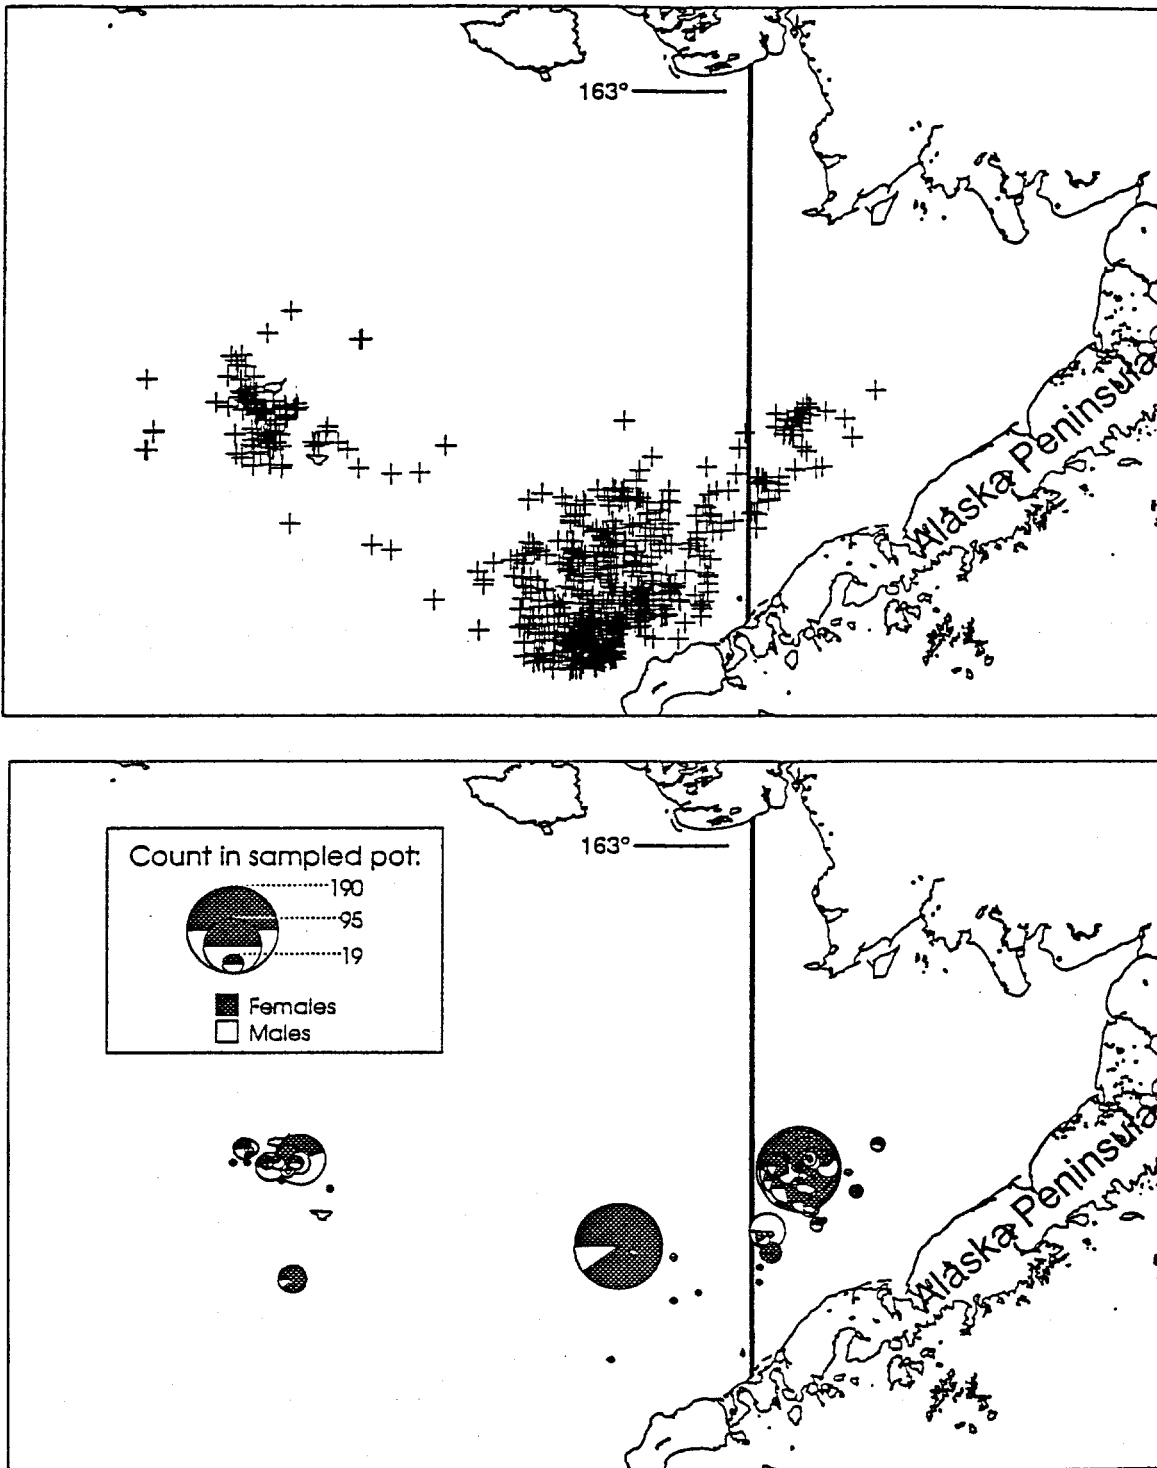 163°
Alaska Peninsula
163°
Count in sampled pot:
190
95
19
Females
Males
Alaska Peninsula